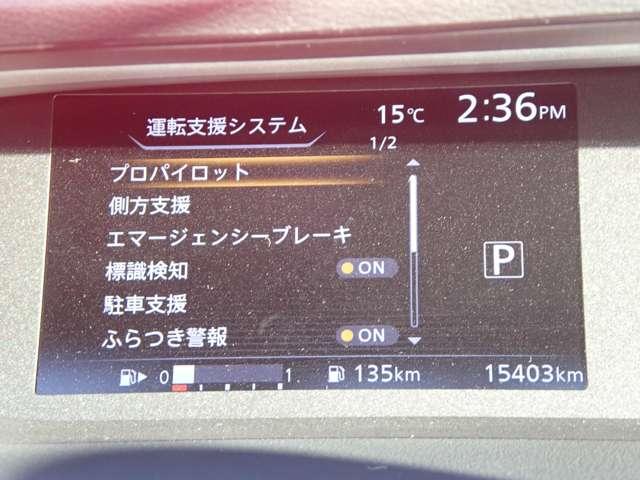 運転支援システム 15℃ 2:36PM
1/2
プロパイロット
側方支援
エマージェンシーブレーキ
標識検知 ON
P
駐車支援
ふらつき警報 ON
0 1 135km 15403km